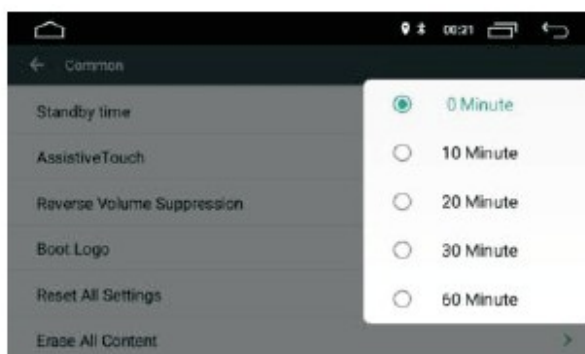 00:21
Common
Standby time
AssistiveTouch
Reverse Volume Suppression
Boot Logo
Reset All Settings
Erase All Content
0 Minute
10 Minute
20 Minute
30 Minute
60 Minute